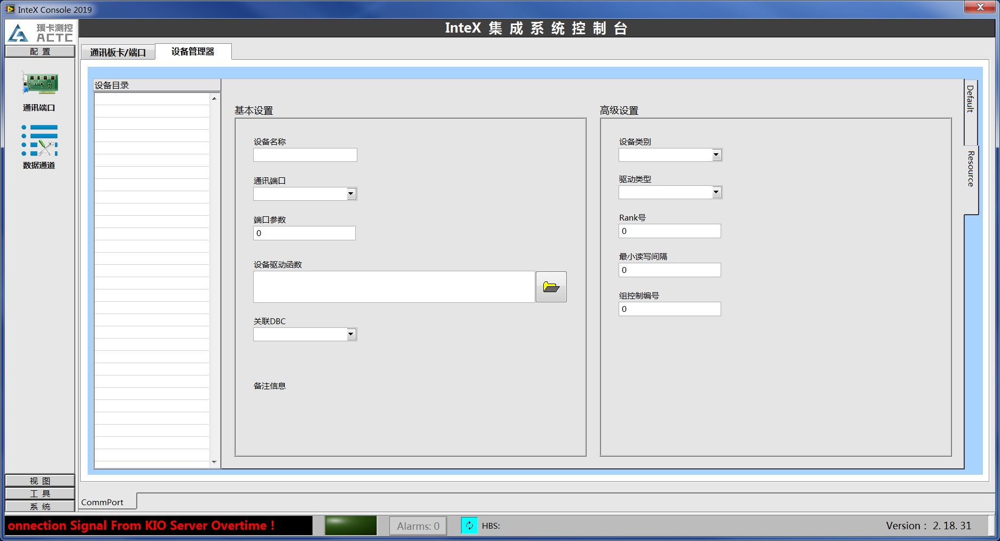 InteX Console 2019
瑗卡测控
ACTC
InteX 集成系统控制台
配置
通讯板卡/端口
设备管理器
通讯端口
数据通道
设备目录
Default
Resource
基本设置
设备名称
通讯端口
端口参数
0
设备驱动函数
关联DBC
备注信息
高级设置
设备类别
驱动类型
Rank号
0
最小读写间隔
0
组控制编号
0
视图
工具
系统
CommPort
onnection Signal From KIO Server Overtime !
Alarms: 0
HBS:
Version : 2. 18. 31